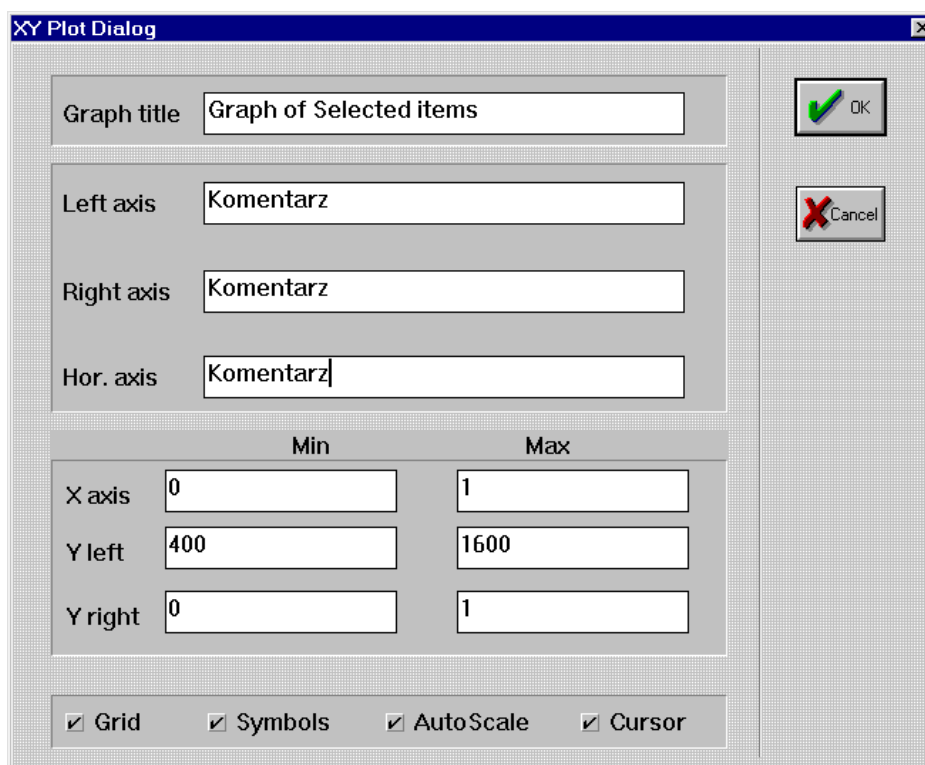 XY Plot Dialog
Graph title Graph of Selected items
OK
Left axis Komentarz
Cancel
Right axis Komentarz
Hor. axis Komentarz
Min Max
X axis 0 1
Y left 400 1600
Y right 0 1
Grid Symbols AutoScale Cursor